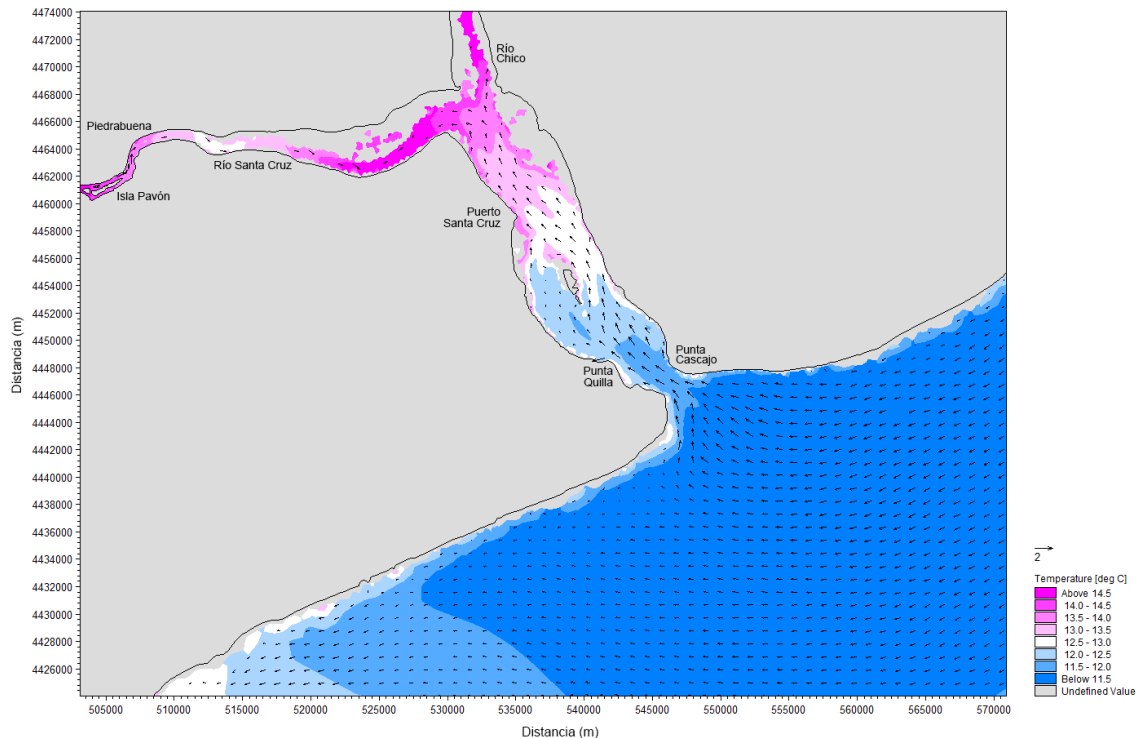 4474000
4472000
4470000
4468000
4466000
4464000
4462000
4460000
4458000
4456000
4454000
4452000
4450000
4448000
4446000
4444000
4442000
4440000
4438000
4436000
4434000
4432000
4430000
4428000
4426000
Distancia (m)
Río
Chico
Piedrabuena
Río Santa Cruz
Isla Pavón
Puerto
Santa Cruz
Punta
Cascajo
Punta
Quilla
505000 510000 515000 520000 525000 530000 535000 540000 545000 550000 555000 560000 565000 570000
Distancia (m)
2
Temperature [deg C]
Above 14.5
14.0 - 14.5
13.5 - 14.0
13.0 - 13.5
12.5 - 13.0
12.0 - 12.5
11.5 - 12.0
Below 11.5
Undefined Value